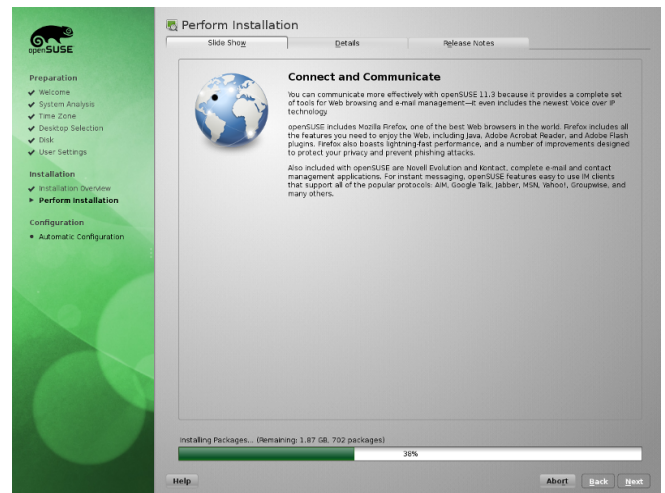 openSUSE
Preparation
Welcome
System Analysis
Time Zone
Desktop Selection
Disk
User Settings
Installation
Installation Overview
Perform Installation
Configuration
Automatic Configuration
Perform Installation
Slide Show
Details
Release Notes
Connect and Communicate
You can communicate more effectively with openSUSE 11.3 because it provides a complete set
of tools for Web browsing and e-mail management—it even includes the newest Voice over IP
technology.
openSUSE includes Mozilla Firefox, one of the best Web browsers in the world. Firefox includes all
the features you need to enjoy the Web, including Java, Adobe Acrobat Reader, and Adobe Flash
plugins. Firefox also boasts lightning-fast performance, and a number of improvements designed
to protect your privacy and prevent phishing attacks.
Also included with openSUSE are Novell Evolution and Kontact, complete e-mail and contact
management applications. For instant messaging, openSUSE features easy to use IM clients
that support all of the popular protocols: AIM, Google Talk, Jabber, MSN, Yahoo!, Groupwise, and
many others.
Installing Packages... (Remaining: 1.87 GB, 702 packages)
38%
Help
Abort
Back
Next